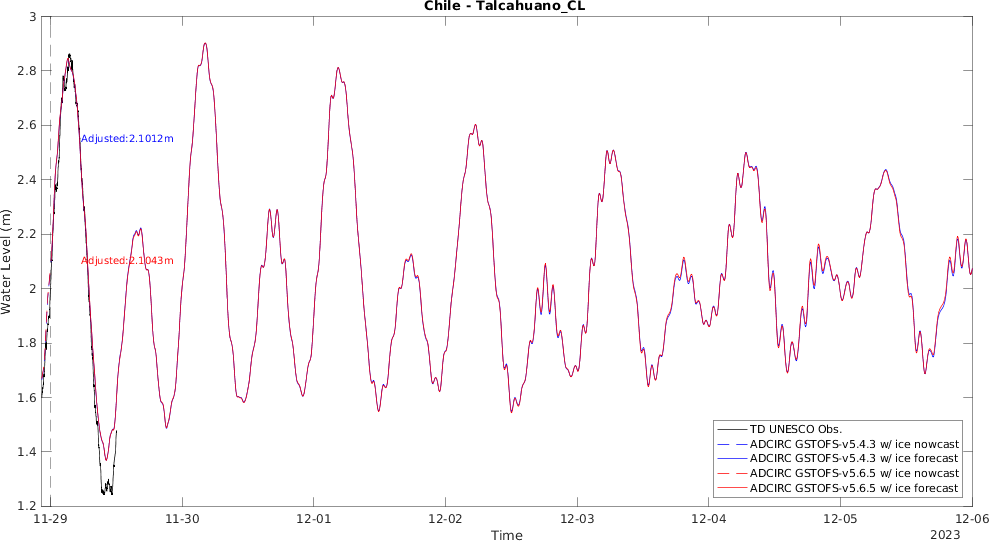 Chile - Talcahuano_CL
3
2.8
2.6
2.4
2.2
2
1.8
1.6
1.4
1.2
Water Level (m)
Adjusted:2.1012m
Adjusted:2.1043m
TD UNESCO Obs.
ADCIRC GSTOFS-v5.4.3 w/ ice nowcast
ADCIRC GSTOFS-v5.4.3 w/ ice forecast
ADCIRC GSTOFS-v5.6.5 w/ ice nowcast
ADCIRC GSTOFS-v5.6.5 w/ ice forecast
11-29 11-30 12-01 12-02 12-03 12-04 12-05 12-06
Time
2023